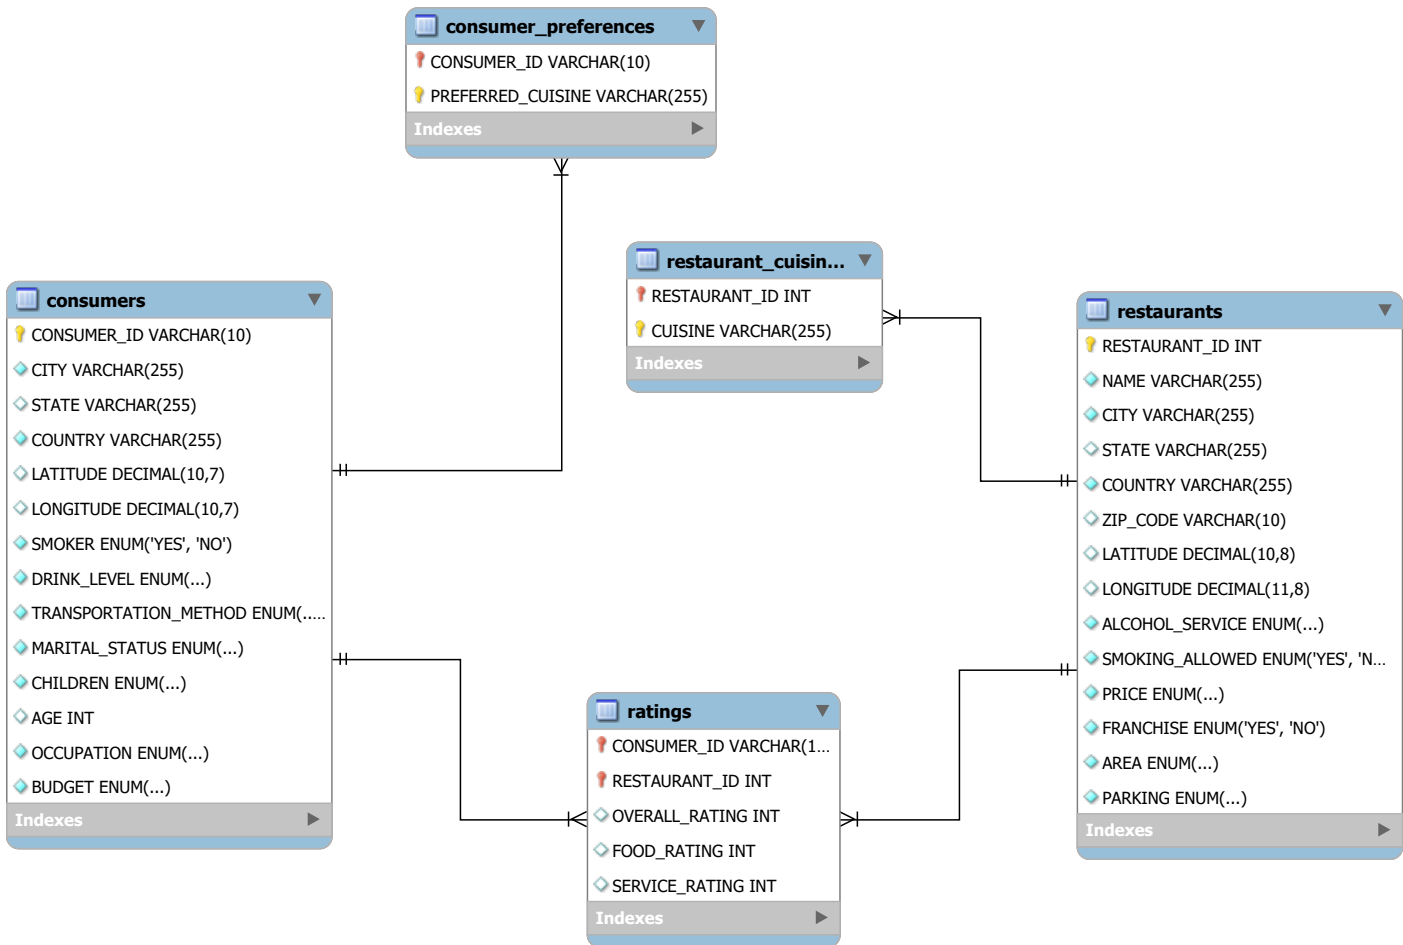 consumer_preferences
CONSUMER_ID VARCHAR(10)
PREFERRED_CUISINE VARCHAR(255)
Indexes
restaurant_cuisin...
RESTAURANT_ID INT
CUISINE VARCHAR(255)
Indexes
consumers
CONSUMER_ID VARCHAR(10)
CITY VARCHAR(255)
STATE VARCHAR(255)
COUNTRY VARCHAR(255)
LATITUDE DECIMAL(10,7)
LONGITUDE DECIMAL(10,7)
SMOKER ENUM('YES', 'NO')
DRINK_LEVEL ENUM(...)
TRANSPORTATION_METHOD ENUM(.....
MARITAL_STATUS ENUM(...)
CHILDREN ENUM(...)
AGE INT
OCCUPATION ENUM(...)
BUDGET ENUM(...)
Indexes
restaurants
RESTAURANT_ID INT
NAME VARCHAR(255)
CITY VARCHAR(255)
STATE VARCHAR(255)
COUNTRY VARCHAR(255)
ZIP_CODE VARCHAR(10)
LATITUDE DECIMAL(10,8)
LONGITUDE DECIMAL(11,8)
ALCOHOL_SERVICE ENUM(...)
SMOKING_ALLOWED ENUM('YES', 'N...
PRICE ENUM(...)
FRANCHISE ENUM('YES', 'NO')
AREA ENUM(...)
PARKING ENUM(...)
Indexes
ratings
CONSUMER_ID VARCHAR(1...
RESTAURANT_ID INT
OVERALL_RATING INT
FOOD_RATING INT
SERVICE_RATING INT
Indexes